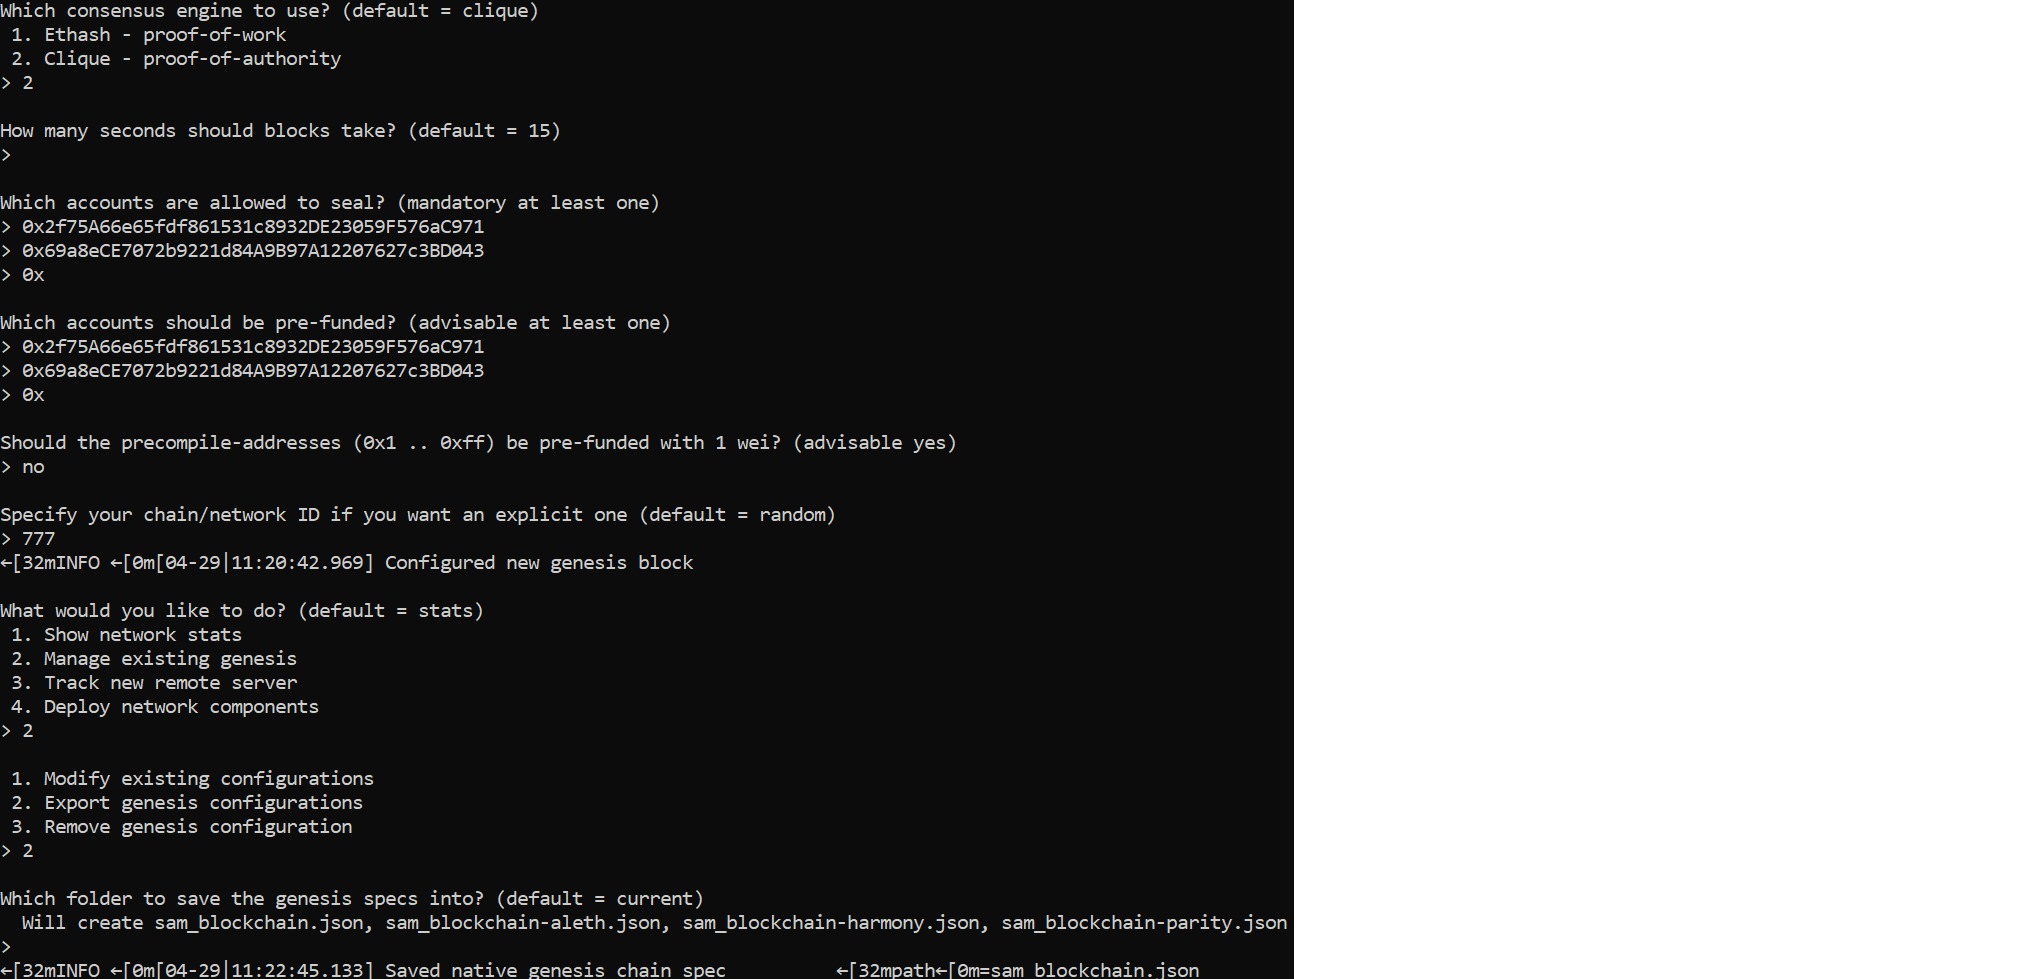 Which consensus engine to use? (default = clique)
1. Ethash - proof-of-work
2. Clique - proof-of-authority
> 2
How many seconds should blocks take? (default = 15)
>
Which accounts are allowed to seal? (mandatory at least one)
> 0x2f75A66e65fdf861531c8932DE23059F576aC971
> 0x69a8eCE7072b9221d84A9B97A12207627c3BD043
> 0x
Which accounts should be pre-funded? (advisable at least one)
> 0x2f75A66e65fdf861531c8932DE23059F576aC971
> 0x69a8eCE7072b9221d84A9B97A12207627c3BD043
> 0x
Should the precompile-addresses (0x1 .. 0xff) be pre-funded with 1 wei? (advisable yes)
> no
Specify your chain/network ID if you want an explicit one (default = random)
> 777
←[32mINFO ←[0m[04-29|11:20:42.969] Configured new genesis block
What would you like to do? (default = stats)
1. Show network stats
2. Manage existing genesis
3. Track new remote server
4. Deploy network components
> 2
1. Modify existing configurations
2. Export genesis configurations
3. Remove genesis configuration
> 2
Which folder to save the genesis specs into? (default = current)
Will create sam_blockchain.json, sam_blockchain-aleth.json, sam_blockchain-harmony.json, sam_blockchain-parity.json
>
←[32mINFO ←[0m[04-29|11:22:45.133] Saved native genesis chain spec ←[32mpath←[0m=sam_blockchain.json